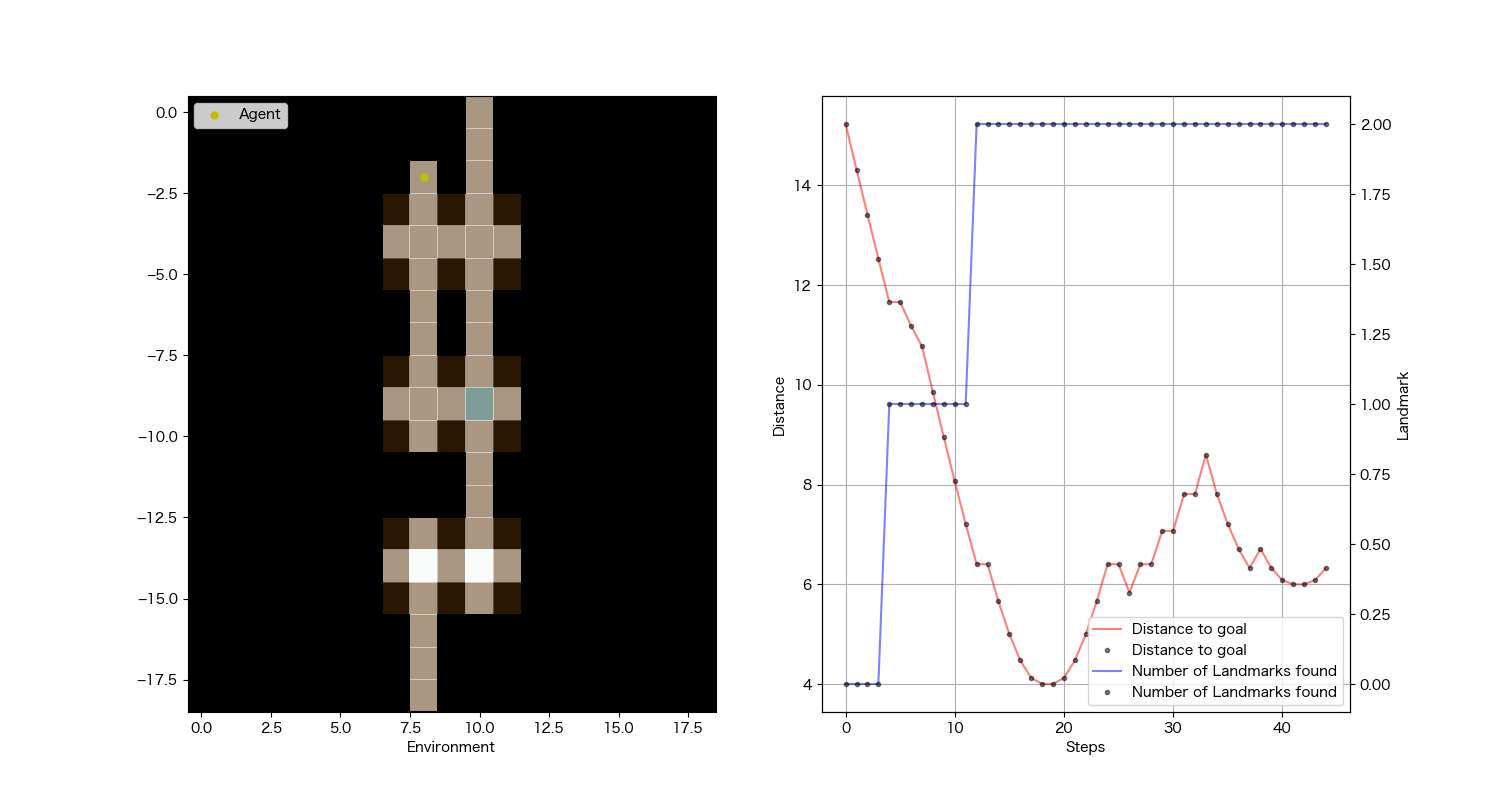 Agent
0.0
−2.5
−5.0
−7.5
−10.0
−12.5
−15.0
−17.5
0.0 2.5 5.0 7.5 10.0 12.5 15.0 17.5
Environment
14
12
10
8
6
4
Distance
0 10 20 30 40
Steps
2.00
1.75
1.50
1.25
1.00
0.75
0.50
0.25
0.00
Landmark
Distance to goal
Distance to goal
Number of Landmarks found
Number of Landmarks found